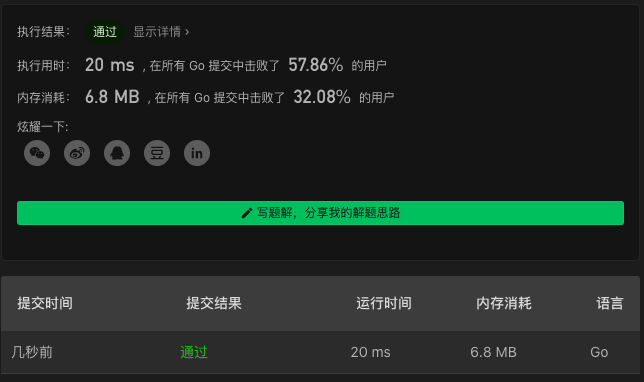 执行结果： 通过 显示详情 ›
执行用时： 20 ms ，在所有 Go 提交中击败了 57.86% 的用户
内存消耗： 6.8 MB ，在所有 Go 提交中击败了 32.08% 的用户
炫耀一下:
豆 in
写题解，分享我的解题思路
提交时间 提交结果 运行时间 内存消耗 语言
几秒前 通过 20 ms 6.8 MB Go